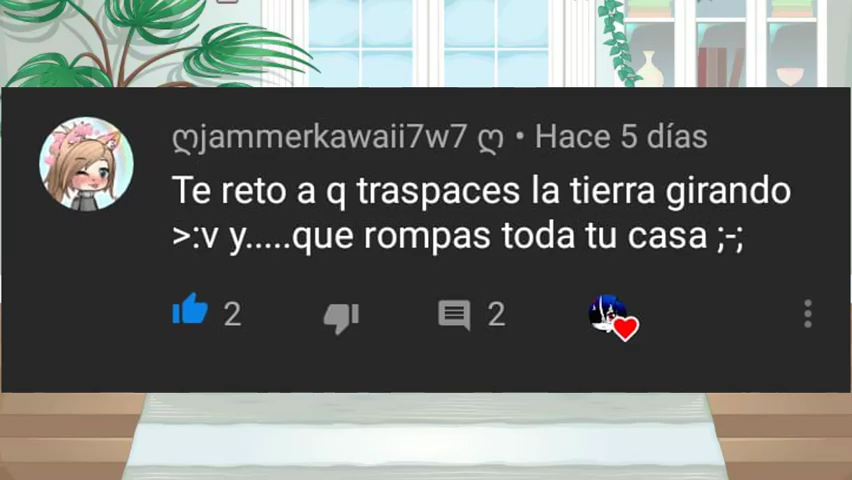 ღjammerkawaii7w7 ღ • Hace 5 días
Te reto a q traspaces la tierra girando
>:v y.....que rompas toda tu casa ;-;
2 2